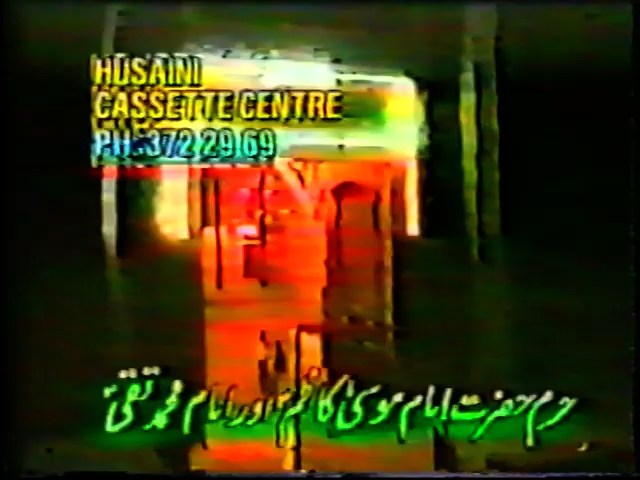 HUSAINI
CASSETTE CENTRE
PH: 372 29 69
حرم حضرت امام موسیٰ کاظمؑ اور امام محمد تقیؑ